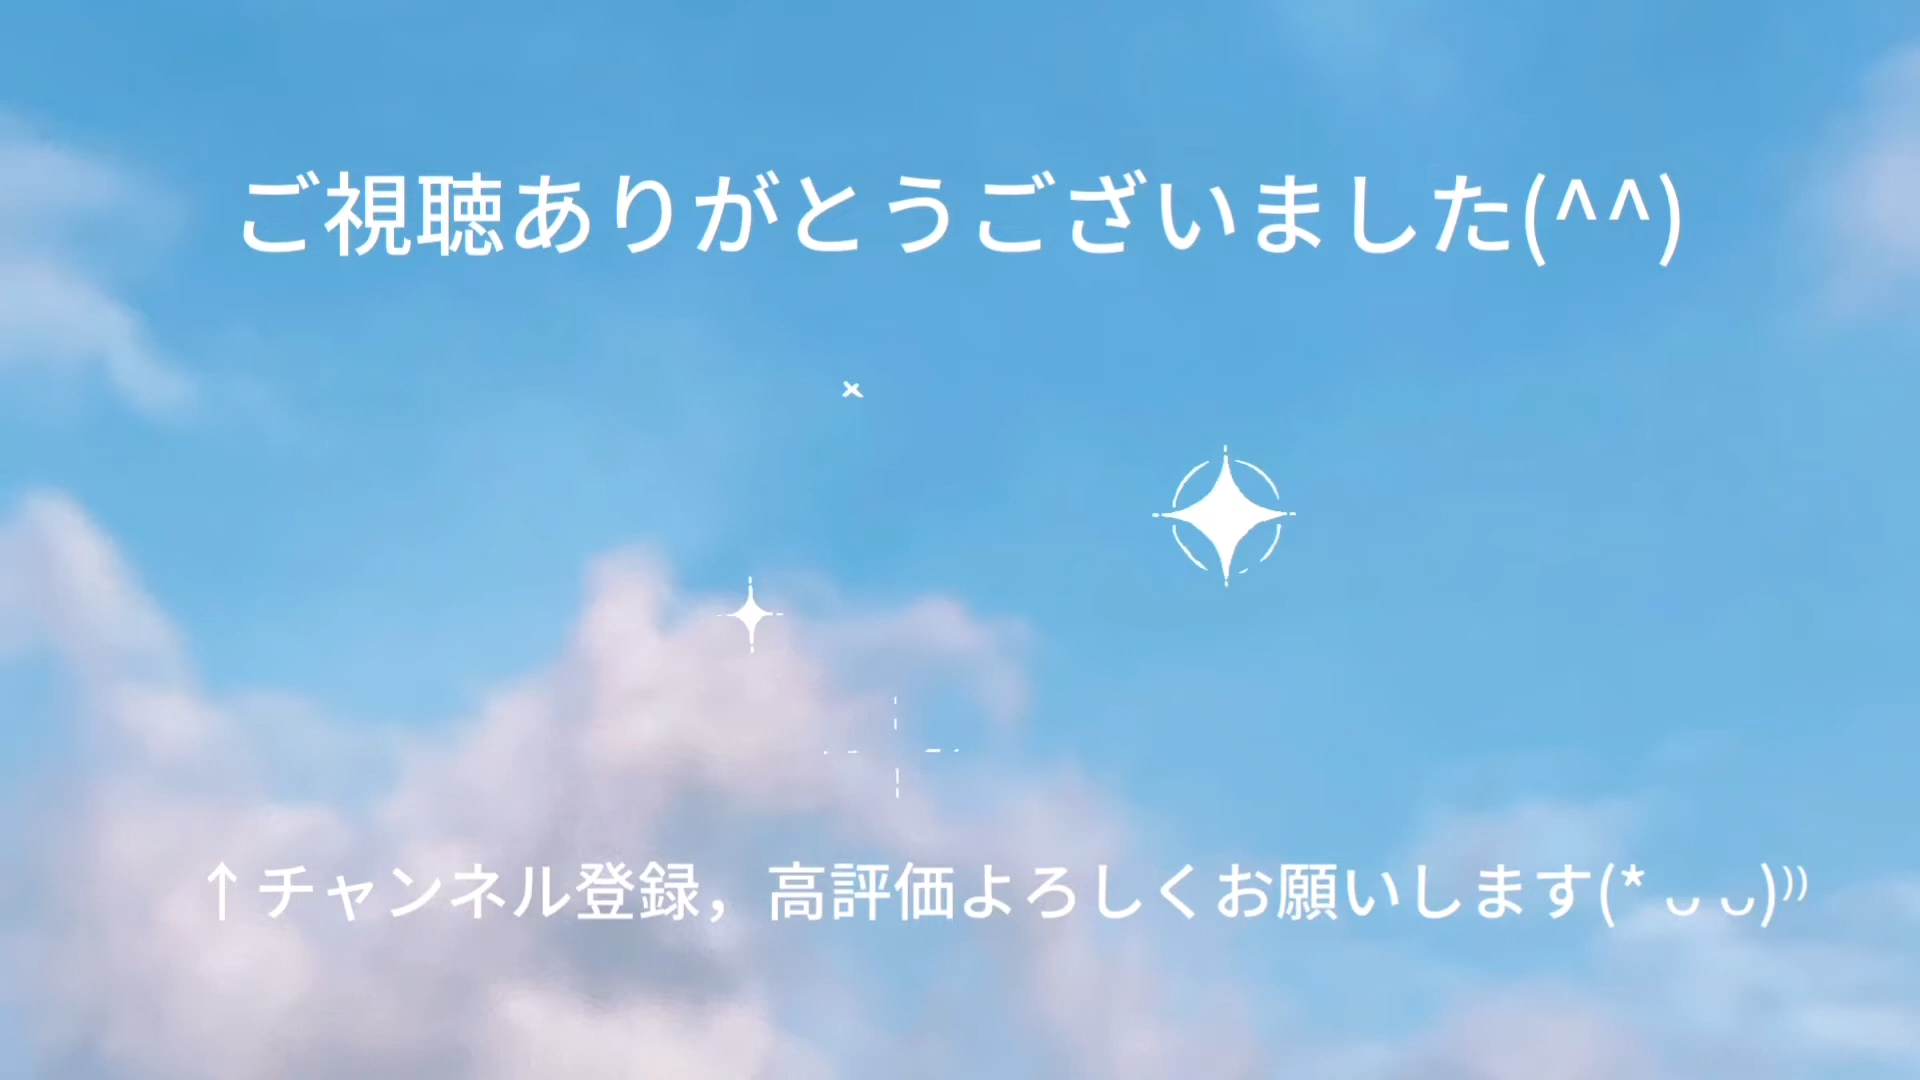 ご視聴ありがとうございました(^^)
↑チャンネル登録，高評価よろしくお願いします(* ᴗ ᴗ)⁾⁾